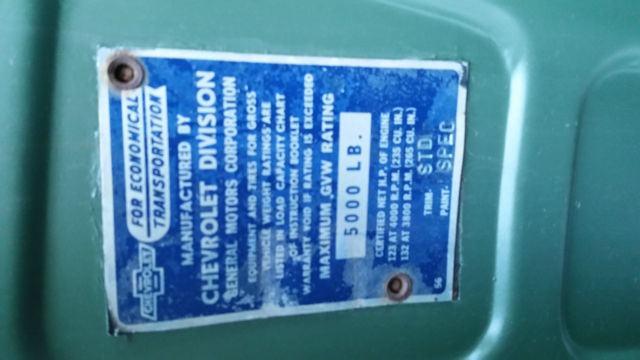 CHEVROLET
FOR ECONOMICAL
TRANSPORTATION
MANUFACTURED BY
CHEVROLET DIVISION
GENERAL MOTORS CORPORATION
EQUIPMENT AND TIRES FOR GROSS
VEHICLE WEIGHT RATINGS ARE
LISTED IN LOAD CAPACITY CHART
OF INSTRUCTION BOOKLET
WARRANTY VOID IF RATING IS EXCEEDED
MAXIMUM GVW RATING
5000 LB.
CERTIFIED NET H.P. OF ENGINE
123 AT 4000 R.P.M. (235 CU. IN.)
132 AT 3800 R.P.M. (265 CU. IN.)
TRIM STD
PAINT SPEC
56